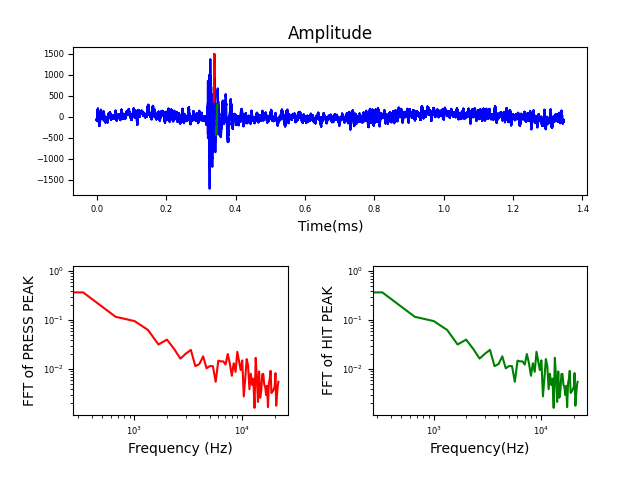 Amplitude
1500
1000
500
0
−500
−1000
−1500
0.0 0.2 0.4 0.6 0.8 1.0 1.2 1.4
Time(ms)
FFT of PRESS PEAK
10⁰
10⁻¹
10⁻²
10³ 10⁴
Frequency (Hz)
FFT of HIT PEAK
10⁰
10⁻¹
10⁻²
10³ 10⁴
Frequency(Hz)